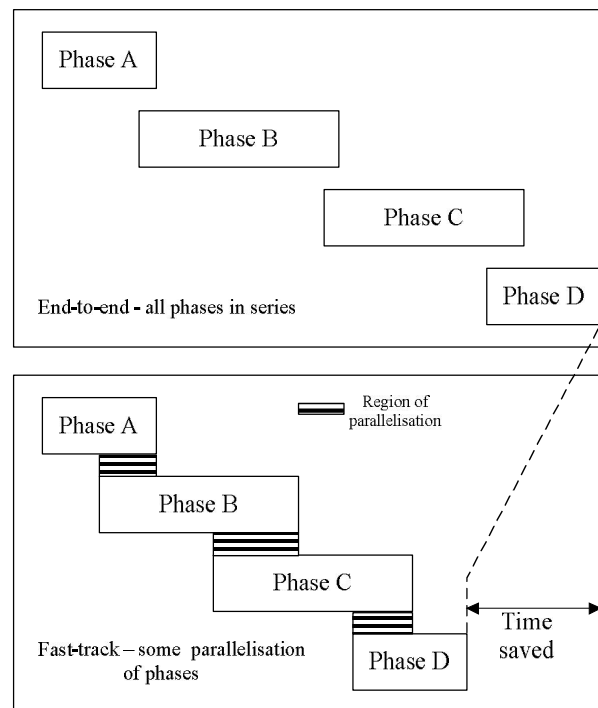 Phase A
Phase B
Phase C
Phase D
End-to-end - all phases in series
Region of
parallelisation
Phase A
Phase B
Phase C
Phase D
Time
saved
Fast-track – some parallelisation
of phases